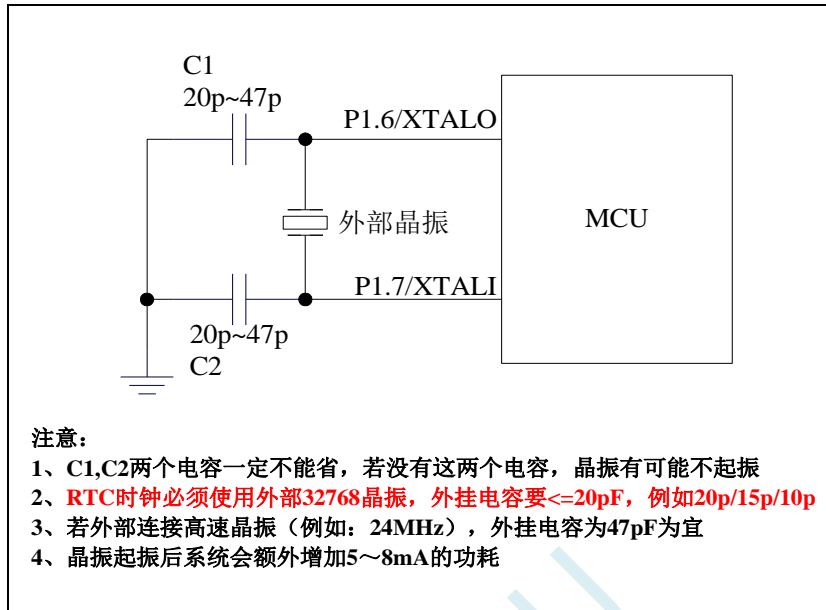 C1
20p~47p
P1.6/XTALO
外部晶振
MCU
P1.7/XTALI
20p~47p
C2
注意：
1、C1,C2两个电容一定不能省，若没有这两个电容，晶振有可能不起振
2、RTC时钟必须使用外部32768晶振，外挂电容要<=20pF，例如20p/15p/10p
3、若外部连接高速晶振（例如：24MHz），外挂电容为47pF为宜
4、晶振起振后系统会额外增加5～8mA的功耗